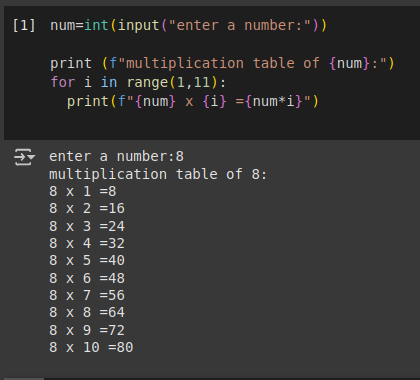 [1] num=int(input("enter a number:"))
print (f"multiplication table of {num}:")
for i in range(1,11):
  print(f"{num} x {i} ={num*i}")
enter a number:8
multiplication table of 8:
8 x 1 =8
8 x 2 =16
8 x 3 =24
8 x 4 =32
8 x 5 =40
8 x 6 =48
8 x 7 =56
8 x 8 =64
8 x 9 =72
8 x 10 =80